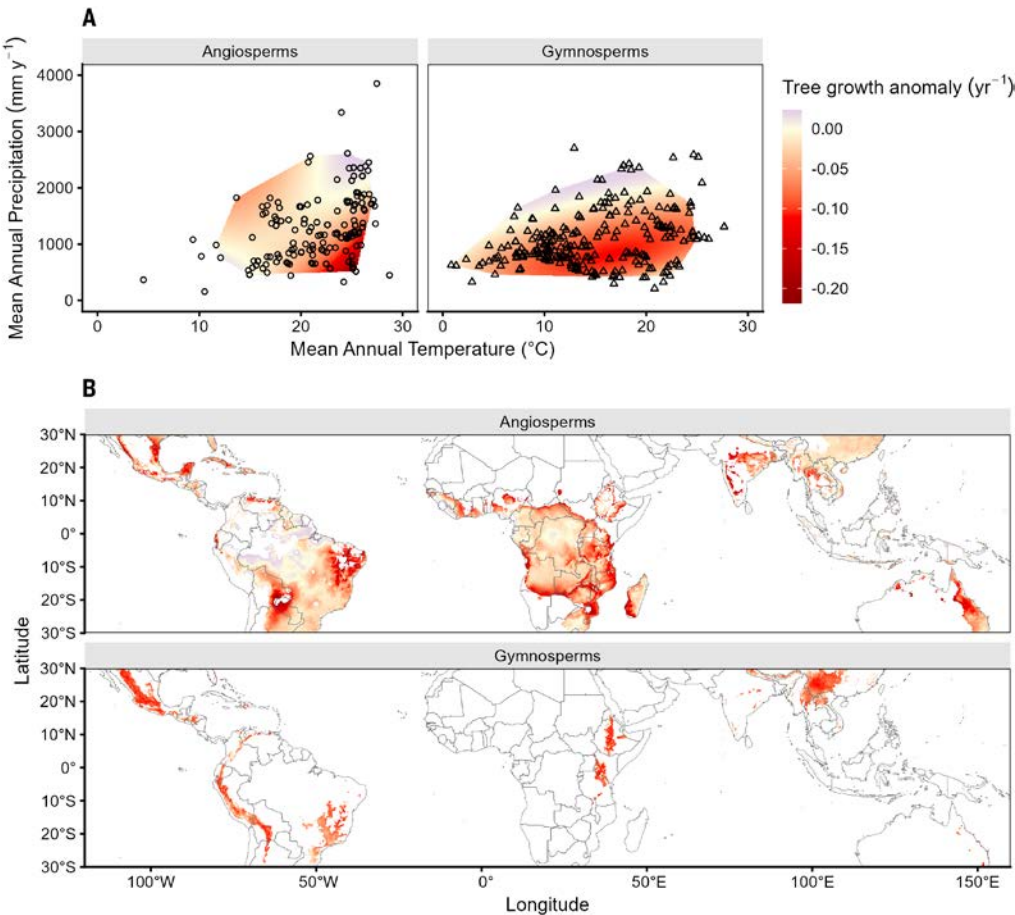 A
Angiosperms
Gymnosperms
Mean Annual Precipitation (mm y⁻¹)
4000
3000
2000
1000
0
0
10
20
30
0
10
20
30
Mean Annual Temperature (°C)
Tree growth anomaly (yr⁻¹)
0.00
-0.05
-0.10
-0.15
-0.20
B
Angiosperms
30°N
20°N
10°N
0°
10°S
20°S
30°S
Latitude
Gymnosperms
30°N
20°N
10°N
0°
10°S
20°S
30°S
100°W
50°W
0°
50°E
100°E
150°E
Longitude